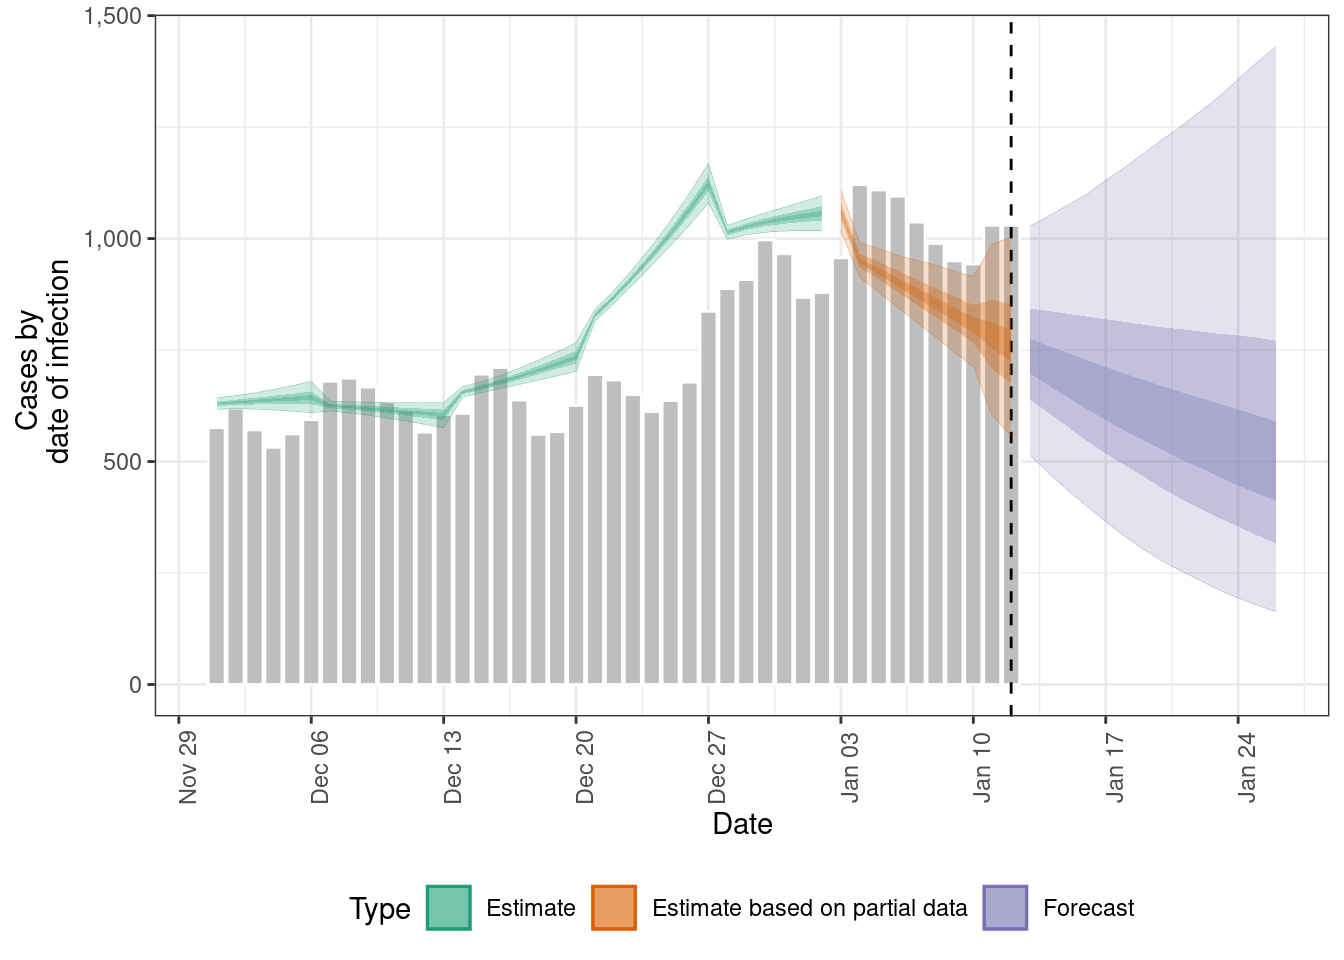 1,500
1,000
500
0
Cases by
date of infection
Nov 29
Dec 06
Dec 13
Dec 20
Dec 27
Jan 03
Jan 10
Jan 17
Jan 24
Date
Type
Estimate
Estimate based on partial data
Forecast